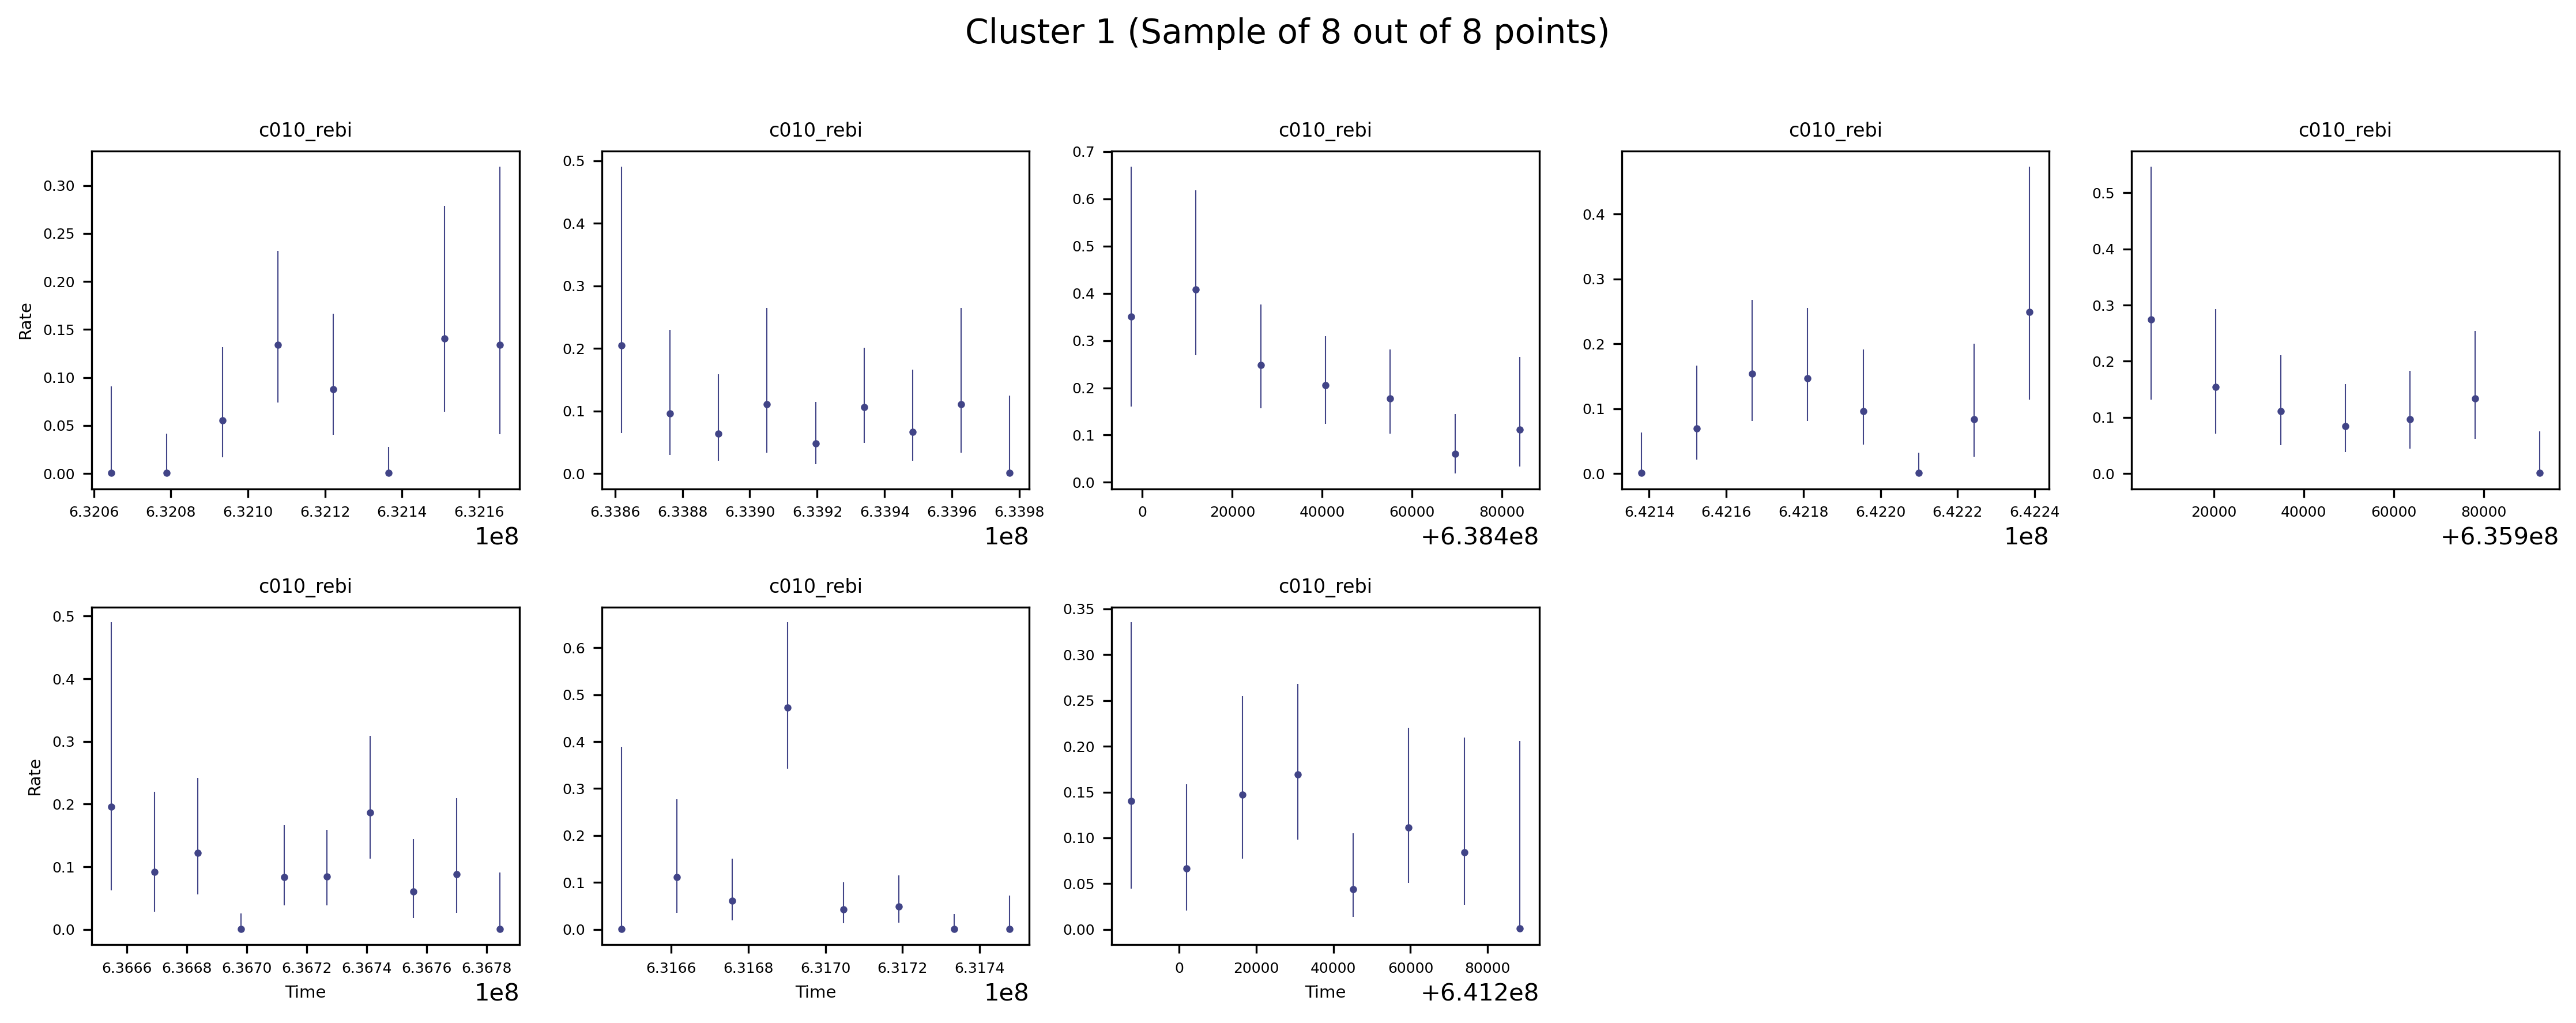 Cluster 1 (Sample of 8 out of 8 points)
c010_rebi c010_rebi c010_rebi c010_rebi c010_rebi
Rate
0.30
0.25
0.20
0.15
0.10
0.05
0.00
6.3206 6.3208 6.3210 6.3212 6.3214 6.3216
1e8
0.5
0.4
0.3
0.2
0.1
0.0
6.3386 6.3388 6.3390 6.3392 6.3394 6.3396 6.3398
1e8
0.7
0.6
0.5
0.4
0.3
0.2
0.1
0.0
0 20000 40000 60000 80000
+6.384e8
0.4
0.3
0.2
0.1
0.0
6.4214 6.4216 6.4218 6.4220 6.4222 6.4224
1e8
0.5
0.4
0.3
0.2
0.1
0.0
20000 40000 60000 80000
+6.359e8
c010_rebi c010_rebi c010_rebi
Rate
0.5
0.4
0.3
0.2
0.1
0.0
6.3666 6.3668 6.3670 6.3672 6.3674 6.3676 6.3678
Time 1e8
0.6
0.5
0.4
0.3
0.2
0.1
0.0
6.3166 6.3168 6.3170 6.3172 6.3174
Time 1e8
0.35
0.30
0.25
0.20
0.15
0.10
0.05
0.00
0 20000 40000 60000 80000
Time +6.412e8